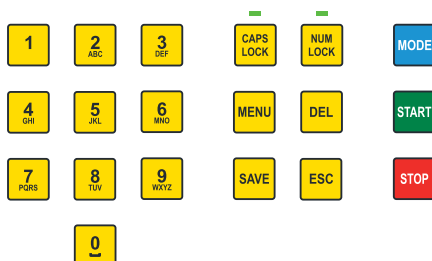 1 2 ABC 3 DEF CAPS LOCK NUM LOCK MODE
4 GHI 5 JKL 6 MNO MENU DEL START
7 PQRS 8 TUV 9 WXYZ SAVE ESC STOP
0